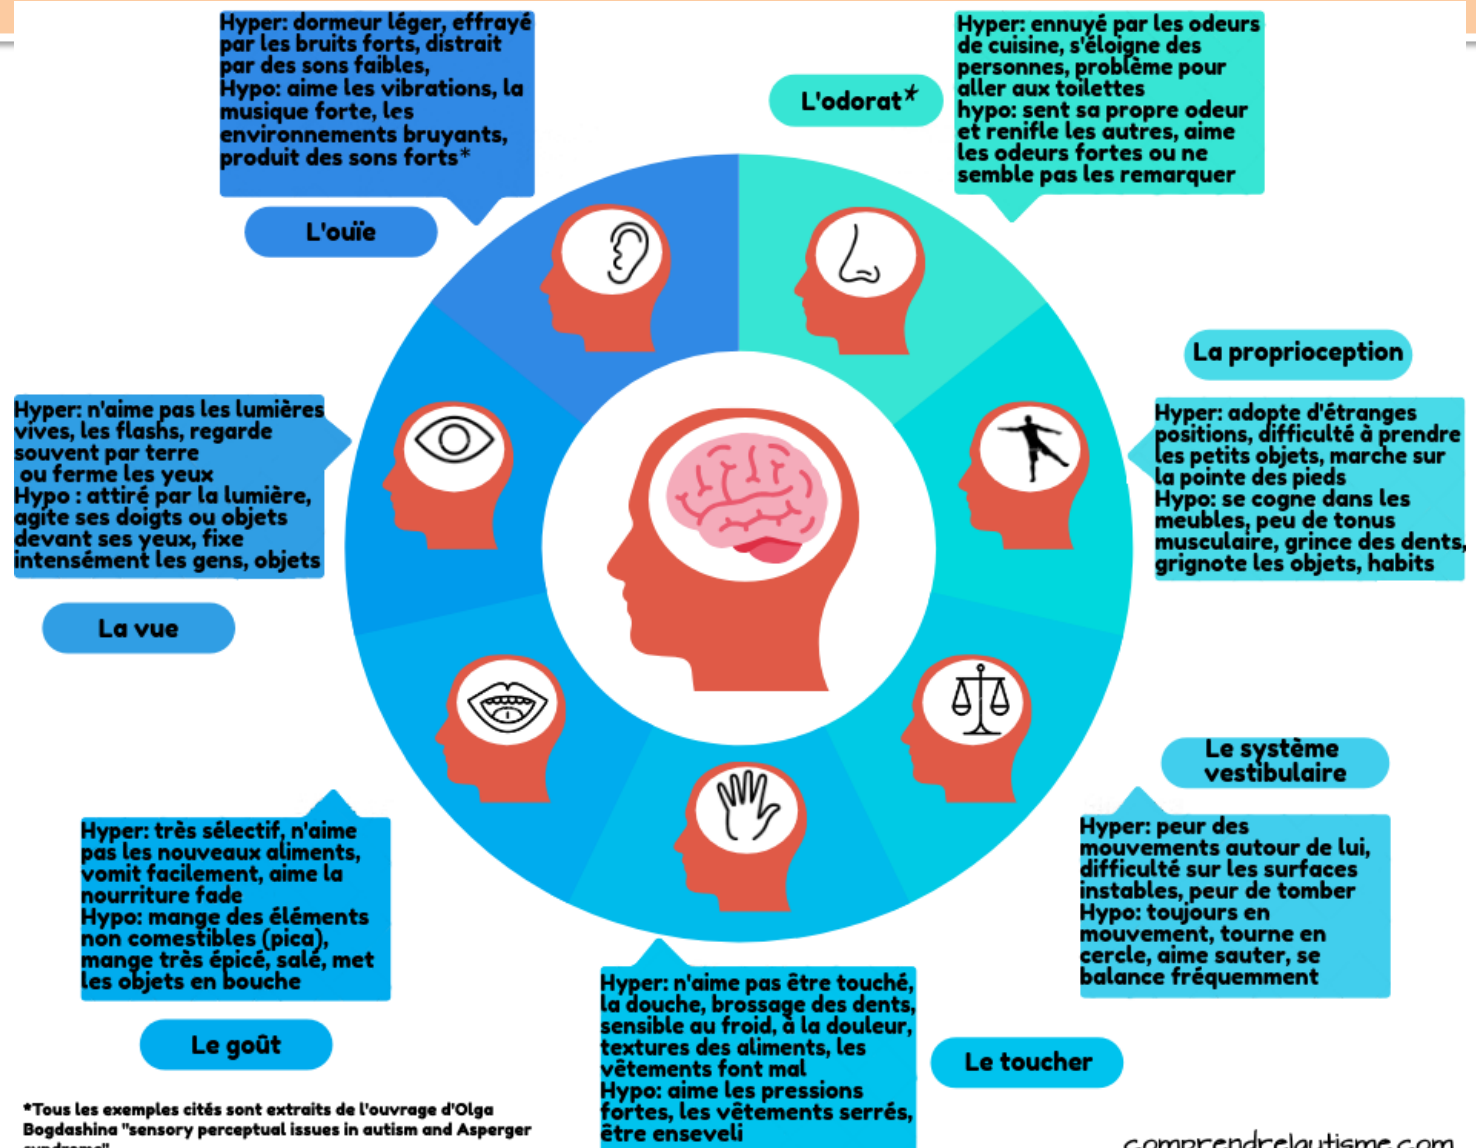 Hyper: dormeur léger, effrayé
par les bruits forts, distrait
par des sons faibles,
Hypo: aime les vibrations, la
musique forte, les
environnements bruyants,
produit des sons forts*
L'ouïe
L'odorat*
Hyper: ennuyé par les odeurs
de cuisine, s'éloigne des
personnes, problème pour
aller aux toilettes
hypo: sent sa propre odeur
et renifle les autres, aime
les odeurs fortes ou ne
semble pas les remarquer
La proprioception
Hyper: adopte d'étranges
positions, difficulté à prendre
les petits objets, marche sur
la pointe des pieds
Hypo: se cogne dans les
meubles, peu de tonus
musculaire, grince des dents,
grignote les objets, habits
Hyper: n'aime pas les lumières
vives, les flashs, regarde
souvent par terre
ou ferme les yeux
Hypo : attiré par la lumière,
agite ses doigts ou objets
devant ses yeux, fixe
intensément les gens, objets
La vue
Le système
vestibulaire
Hyper: peur des
mouvements autour de lui,
difficulté sur les surfaces
instables, peur de tomber
Hypo: toujours en
mouvement, tourne en
cercle, aime sauter, se
balance fréquemment
Hyper: très sélectif, n'aime
pas les nouveaux aliments,
vomit facilement, aime la
nourriture fade
Hypo: mange des éléments
non comestibles (pica),
mange très épicé, salé, met
les objets en bouche
Le goût
Hyper: n'aime pas être touché,
la douche, brossage des dents,
sensible au froid, à la douleur,
textures des aliments, les
vêtements font mal
Hypo: aime les pressions
fortes, les vêtements serrés,
être enseveli
Le toucher
*Tous les exemples cités sont extraits de l'ouvrage d'Olga
Bogdashina "sensory perceptual issues in autism and Asperger
syndrome"
comprendrelautisme.com